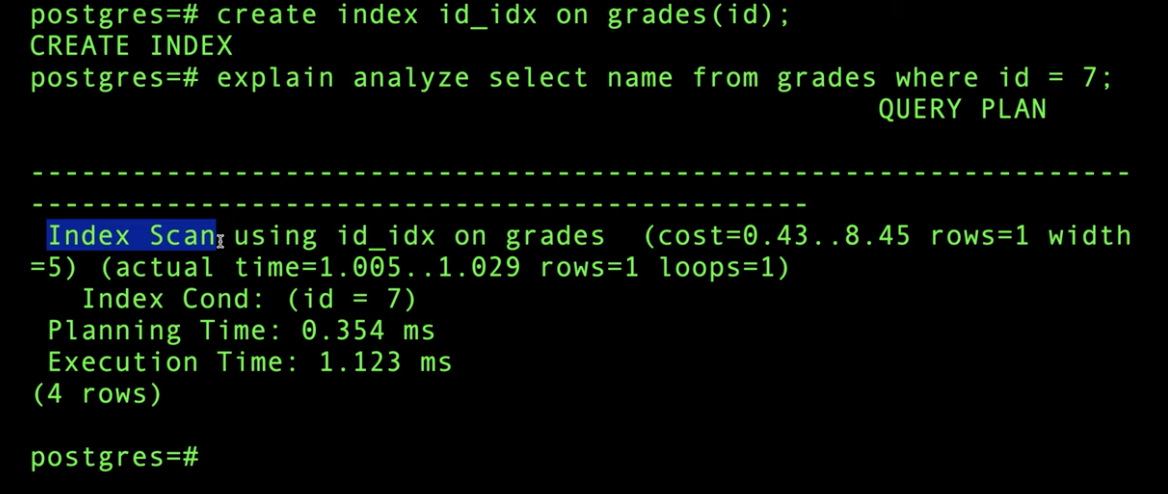 postgres=# create index id_idx on grades(id);
CREATE INDEX
postgres=# explain analyze select name from grades where id = 7;
QUERY PLAN
-----------------------------------------------------------------
----------------------------------------------
Index Scan using id_idx on grades  (cost=0.43..8.45 rows=1 width
=5) (actual time=1.005..1.029 rows=1 loops=1)
Index Cond: (id = 7)
Planning Time: 0.354 ms
Execution Time: 1.123 ms
(4 rows)
postgres=#